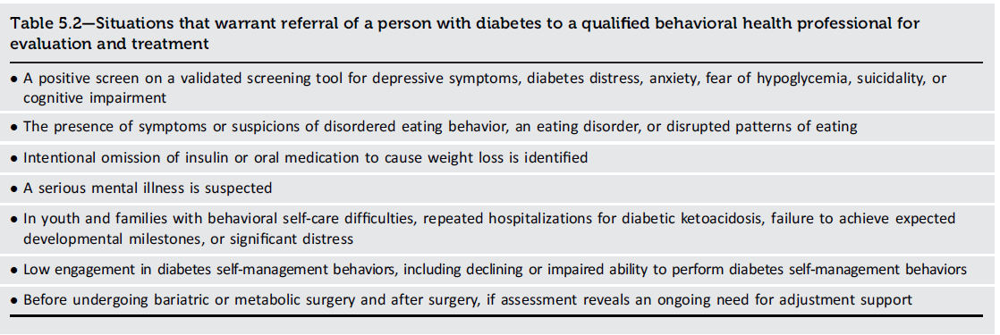 Table 5.2—Situations that warrant referral of a person with diabetes to a qualified behavioral health professional for
evaluation and treatment
• A positive screen on a validated screening tool for depressive symptoms, diabetes distress, anxiety, fear of hypoglycemia, suicidality, or
cognitive impairment
• The presence of symptoms or suspicions of disordered eating behavior, an eating disorder, or disrupted patterns of eating
• Intentional omission of insulin or oral medication to cause weight loss is identified
• A serious mental illness is suspected
• In youth and families with behavioral self-care difficulties, repeated hospitalizations for diabetic ketoacidosis, failure to achieve expected
developmental milestones, or significant distress
• Low engagement in diabetes self-management behaviors, including declining or impaired ability to perform diabetes self-management behaviors
• Before undergoing bariatric or metabolic surgery and after surgery, if assessment reveals an ongoing need for adjustment support